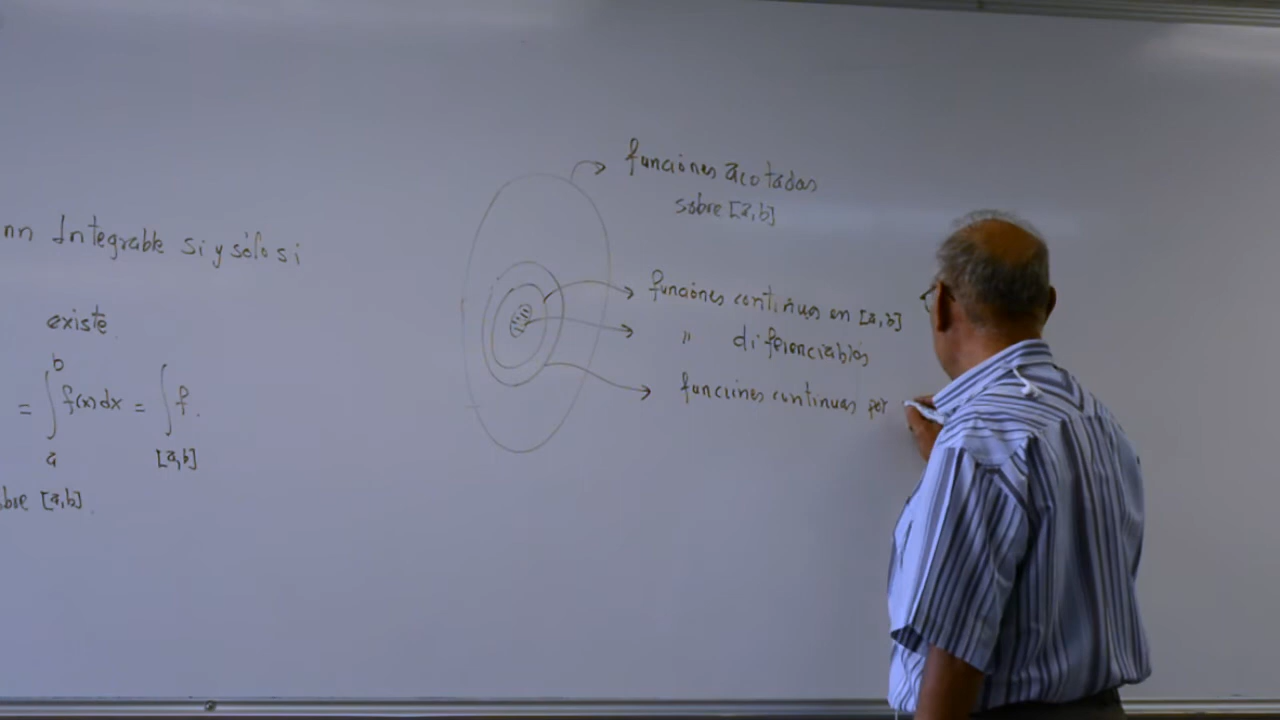 nn Integrable si y sólo si
existe.
b
= ∫ f(x)dx = ∫ f.
a [a,b]
bre [a,b].
funciones acotadas
sobre [a,b]
funciones continuas en [a,b]
" diferenciables
funciones continuas por